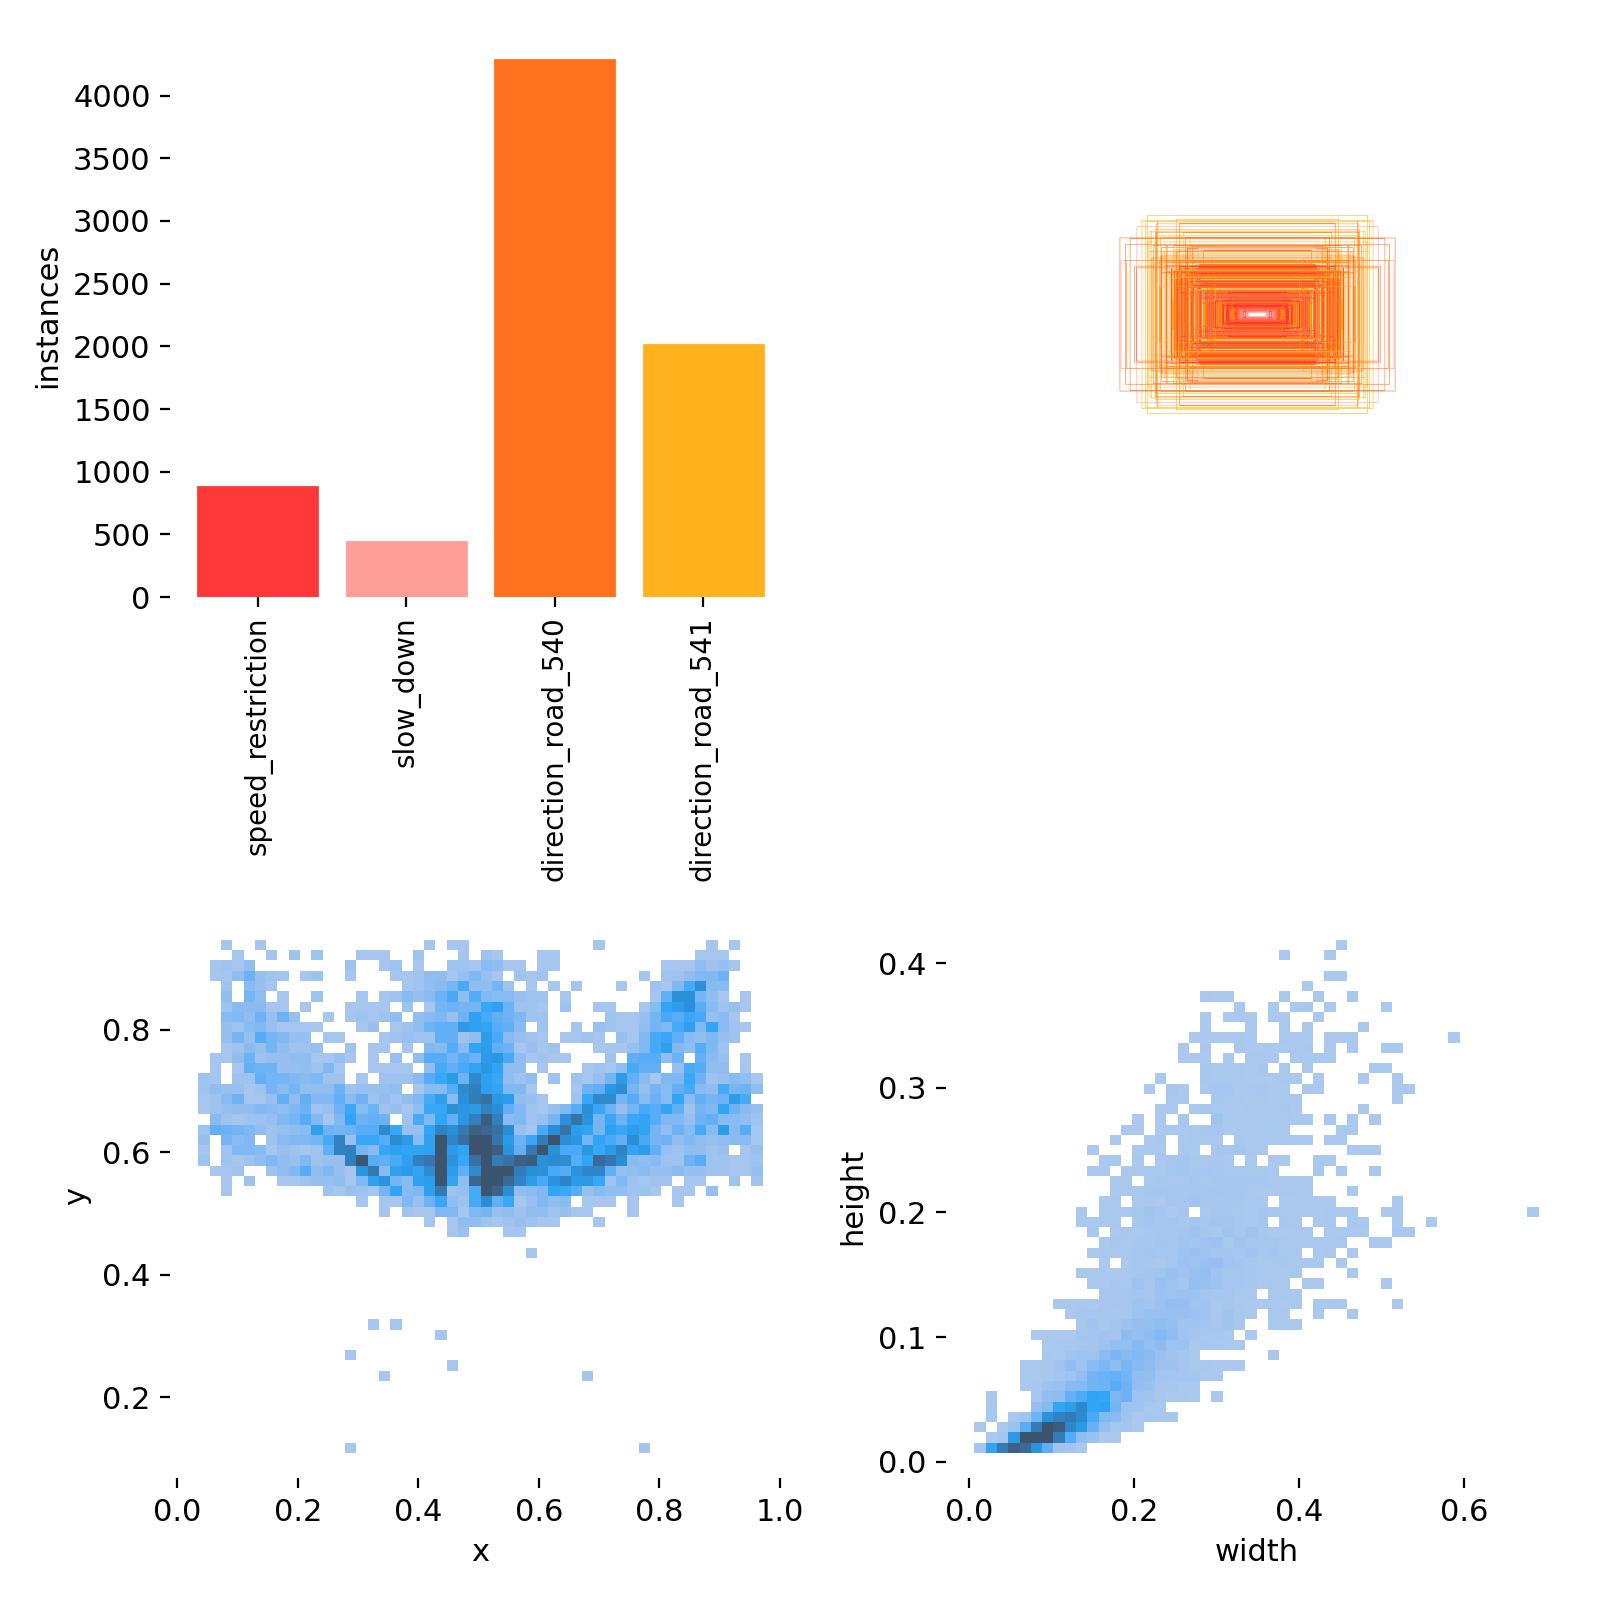 4000
3500
3000
2500
2000
1500
1000
500
0
instances
speed_restriction
slow_down
direction_road_540
direction_road_541
0.8
0.6
0.4
0.2
y
0.0 0.2 0.4 0.6 0.8 1.0
x
0.4
0.3
0.2
0.1
0.0
height
0.0 0.2 0.4 0.6
width